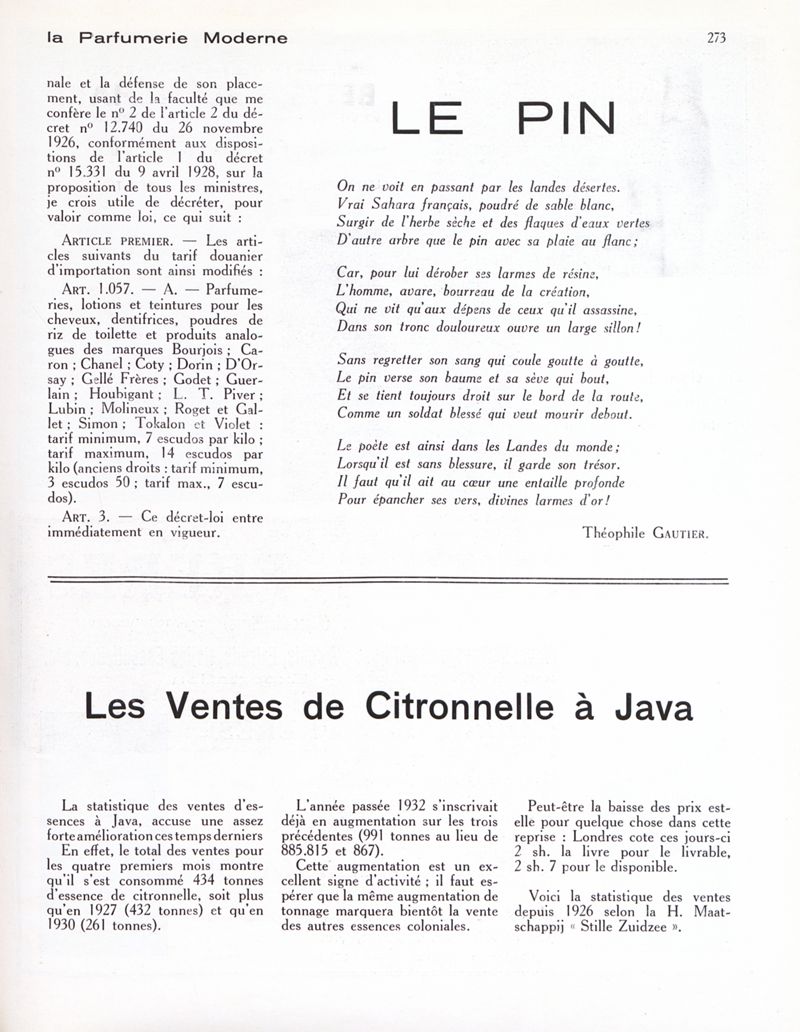 la Parfumerie Moderne
273
nale et la défense de son place-
ment, usant de la faculté que me
confère le nº 2 de l'article 2 du dé-
cret nº 12.740 du 26 novembre
1926, conformément aux disposi-
tions de l'article 1 du décret
nº 15.331 du 9 avril 1928, sur la
proposition de tous les ministres,
je crois utile de décréter, pour
valoir comme loi, ce qui suit :
ARTICLE PREMIER. — Les arti-
cles suivants du tarif douanier
d'importation sont ainsi modifiés :
ART. 1.057. — A. — Parfume-
ries, lotions et teintures pour les
cheveux, dentifrices, poudres de
riz de toilette et produits analo-
gues des marques Bourjois ; Ca-
ron ; Chanel ; Coty ; Dorin ; D'Or-
say ; Gellé Frères ; Godet ; Guer-
lain ; Houbigant ; L. T. Piver ;
Lubin ; Molineux ; Roget et Gal-
let ; Simon ; Tokalon et Violet :
tarif minimum, 7 escudos par kilo ;
tarif maximum, 14 escudos par
kilo (anciens droits : tarif minimum,
3 escudos 50 ; tarif max., 7 escu-
dos).
ART. 3. — Ce décret-loi entre
immédiatement en vigueur.
LE PIN
On ne voit en passant par les landes désertes.
Vrai Sahara français, poudré de sable blanc,
Surgir de l'herbe sèche et des flaques d'eaux vertes
D'autre arbre que le pin avec sa plaie au flanc ;
Car, pour lui dérober ses larmes de résine,
L'homme, avare, bourreau de la création,
Qui ne vit qu'aux dépens de ceux qu'il assassine,
Dans son tronc douloureux ouvre un large sillon !
Sans regretter son sang qui coule goutte à goutte,
Le pin verse son baume et sa sève qui bout,
Et se tient toujours droit sur le bord de la route,
Comme un soldat blessé qui veut mourir debout.
Le poète est ainsi dans les Landes du monde ;
Lorsqu'il est sans blessure, il garde son trésor.
Il faut qu'il ait au cœur une entaille profonde
Pour épancher ses vers, divines larmes d'or !
Théophile GAUTIER.
Les Ventes de Citronnelle à Java
La statistique des ventes d'es-
sences à Java, accuse une assez
forte amélioration ces temps derniers
En effet, le total des ventes pour
les quatre premiers mois montre
qu'il s'est consommé 434 tonnes
d'essence de citronnelle, soit plus
qu'en 1927 (432 tonnes) et qu'en
1930 (261 tonnes).
L'année passée 1932 s'inscrivait
déjà en augmentation sur les trois
précédentes (991 tonnes au lieu de
885.815 et 867).
Cette augmentation est un ex-
cellent signe d'activité ; il faut es-
pérer que la même augmentation de
tonnage marquera bientôt la vente
des autres essences coloniales.
Peut-être la baisse des prix est-
elle pour quelque chose dans cette
reprise : Londres cote ces jours-ci
2 sh. la livre pour le livrable,
2 sh. 7 pour le disponible.
Voici la statistique des ventes
depuis 1926 selon la H. Maat-
schappij « Stille Zuidzee ».